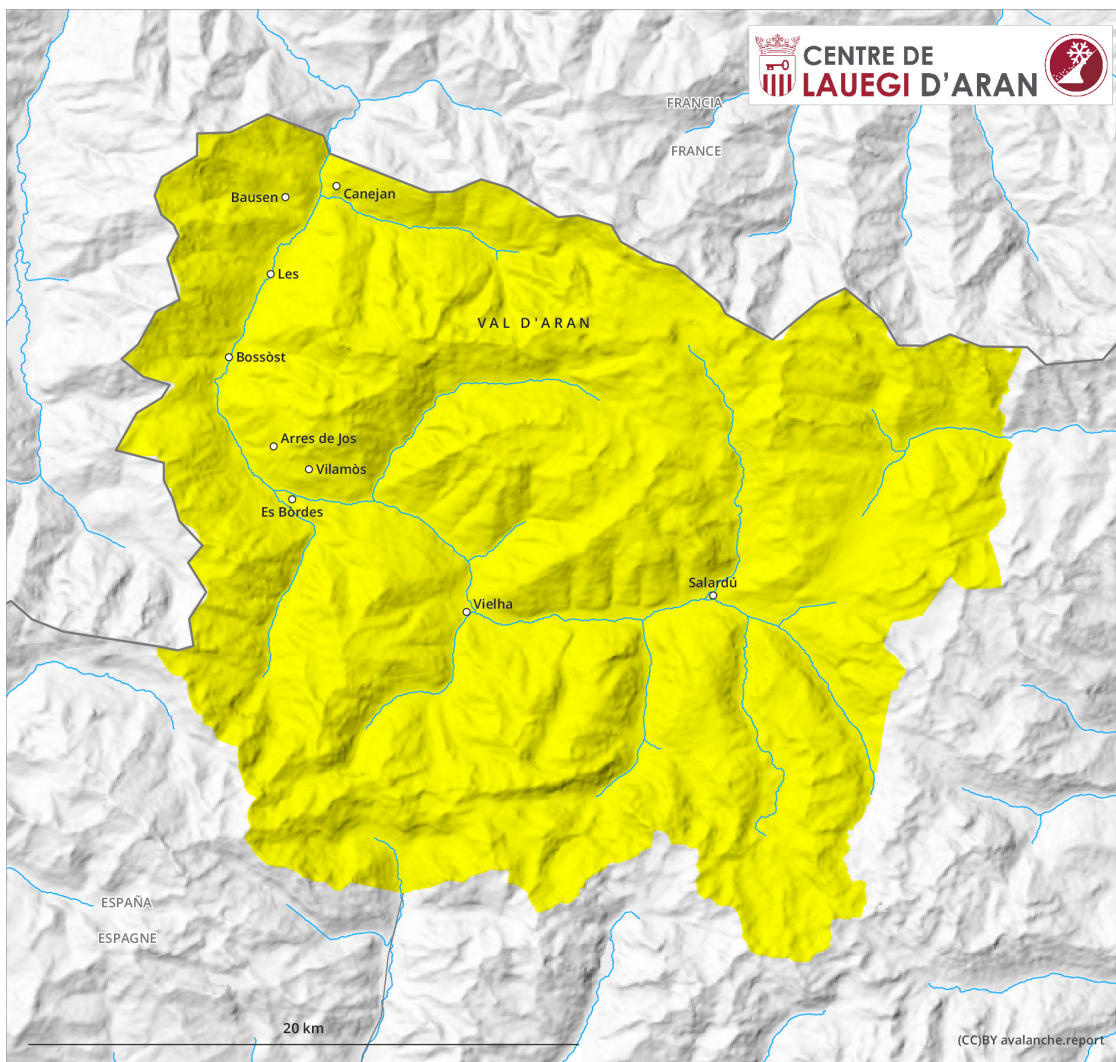 CENTRE DE
LAUEGI D'ARAN
FRANCIA
FRANCE
Bausen
Canejan
Les
VAL D'ARAN
Bossòst
Arres de Jos
Vilamòs
Es Bòrdes
Salardú
Vielha
ESPAÑA
ESPAGNE
20 km
(CC)BY avalanche.report